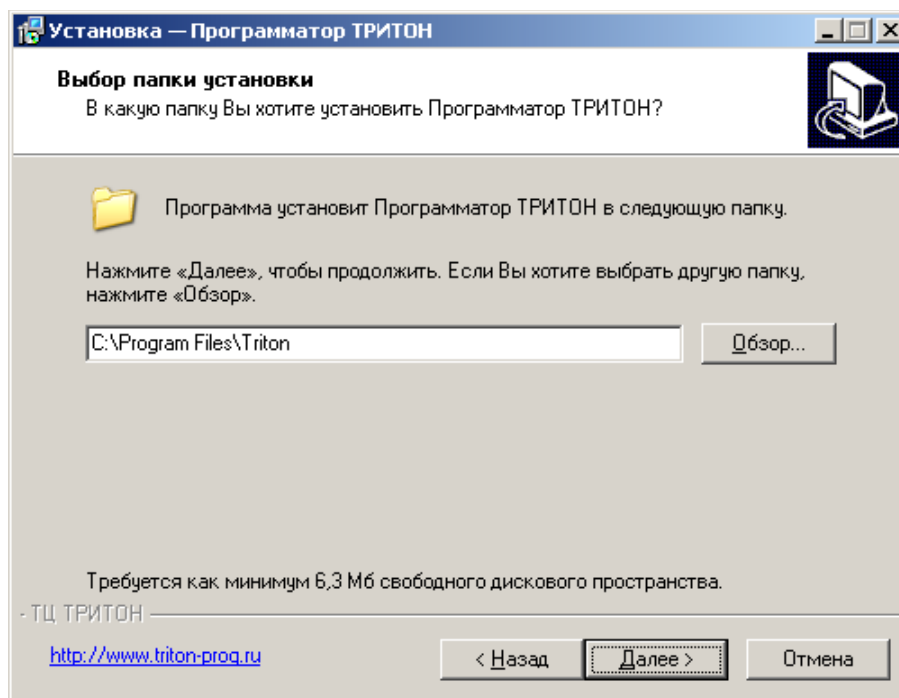 Установка — Программатор ТРИТОН
Выбор папки установки
В какую папку Вы хотите установить Программатор ТРИТОН?
Программа установит Программатор ТРИТОН в следующую папку.
Нажмите «Далее», чтобы продолжить. Если Вы хотите выбрать другую папку,
нажмите «Обзор».
C:\Program Files\Triton
Обзор...
Требуется как минимум 6,3 Мб свободного дискового пространства.
ТЦ ТРИТОН
http://www.triton-prog.ru
< Назад
Далее >
Отмена